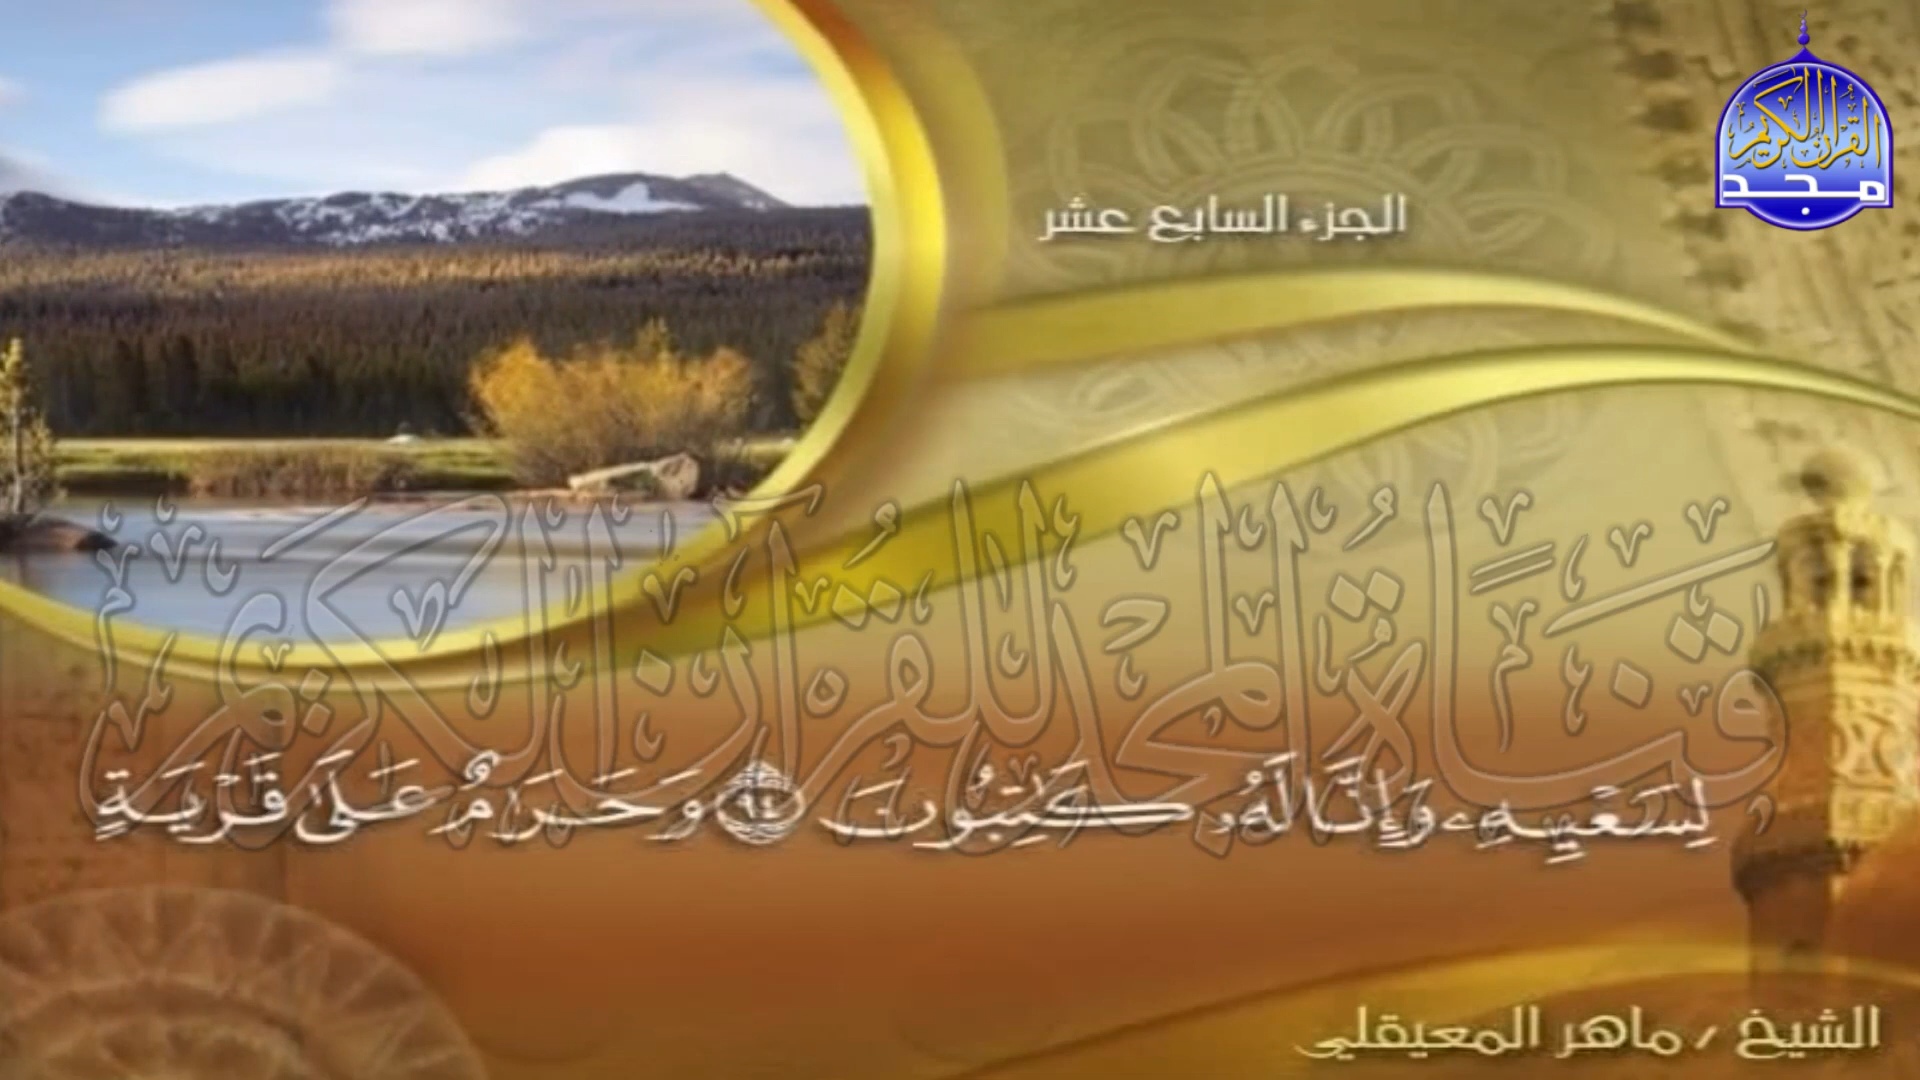 القرآن الكريم
مجد
الجزء السابع عشر
قناة المجد للقرآن الكريم
لِسَعْيِهِۦ وَإِنَّا لَهُۥ كَٰتِبُونَ ٩٤ وَحَرَٰمٌ عَلَىٰ قَرْيَةٍ
الشيخ / ماهر المعيقلي